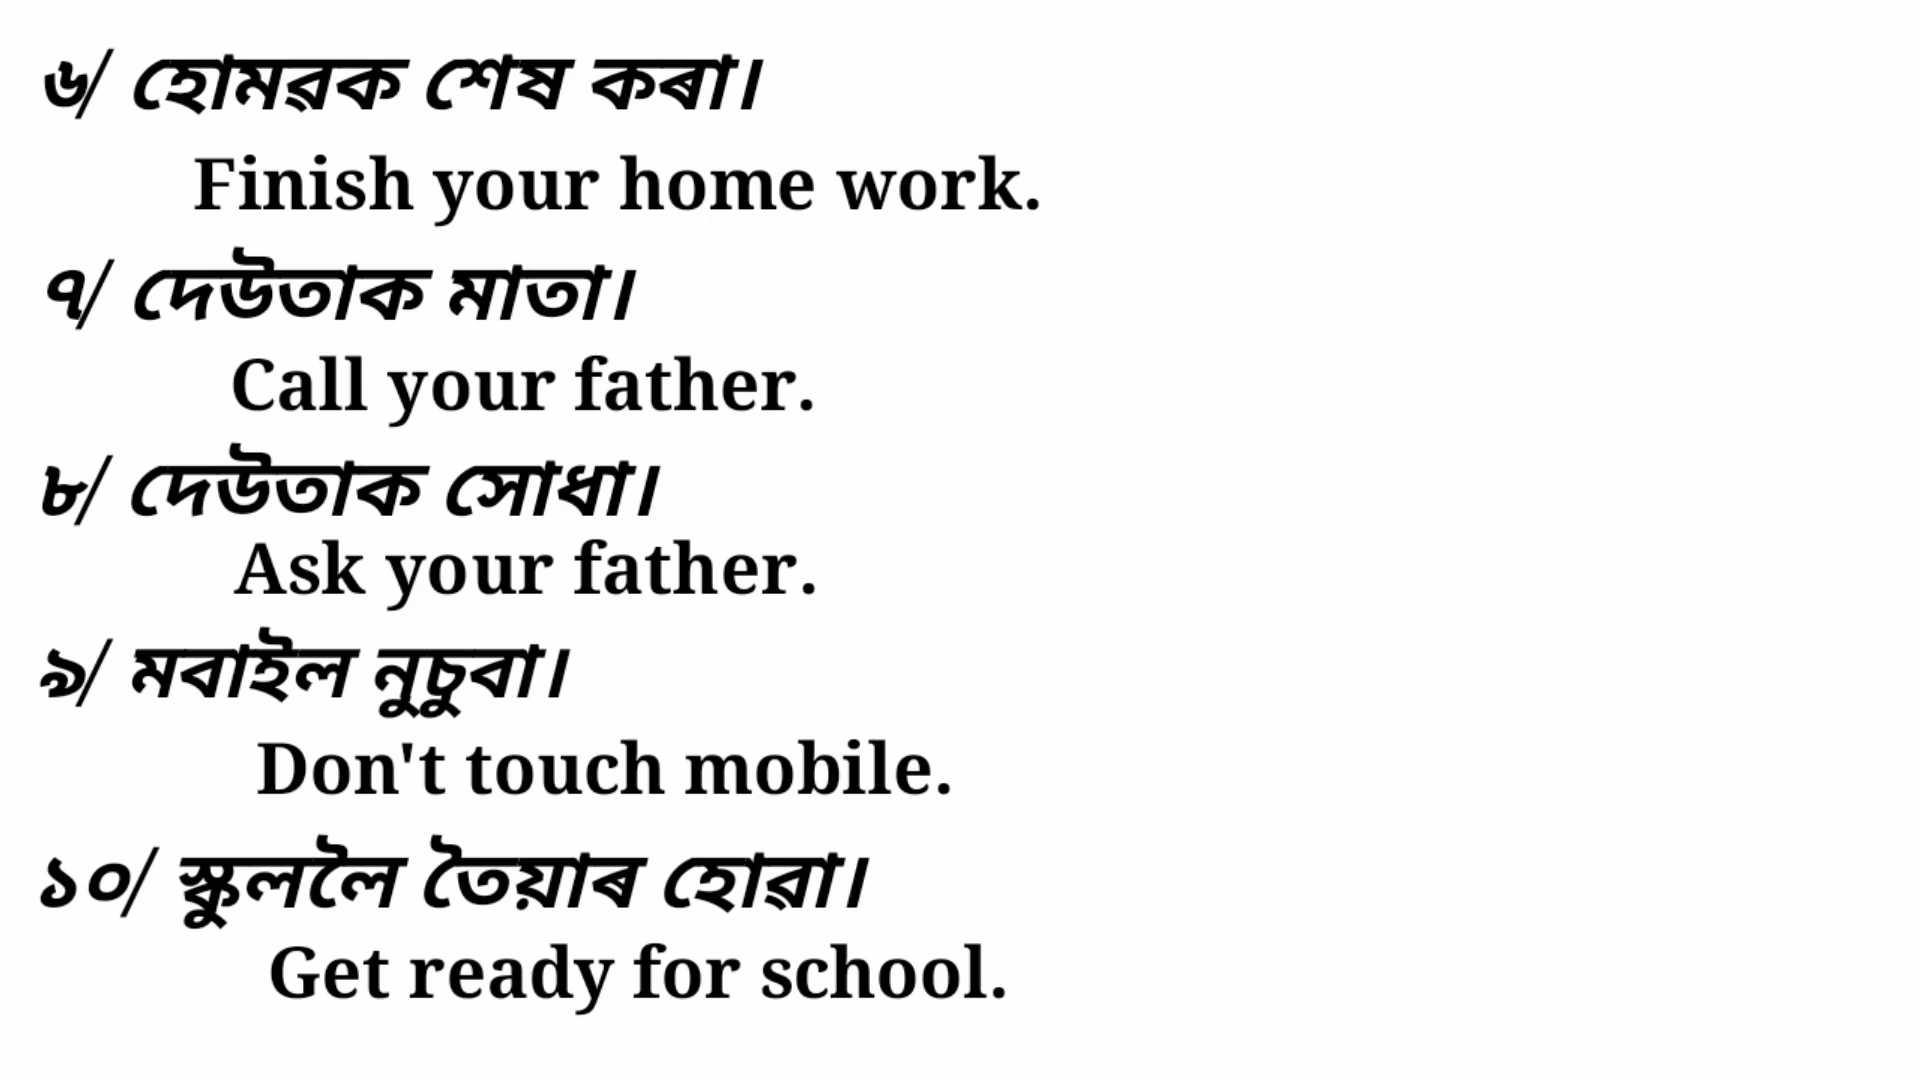 ৬/ হোমৱক শেষ কৰা।
Finish your home work.
৭/ দেউতাক মাতা।
Call your father.
৮/ দেউতাক সোধা।
Ask your father.
৯/ মবাইল নুচুবা।
Don't touch mobile.
১০/ স্কুললৈ তৈয়াৰ হোৱা।
Get ready for school.